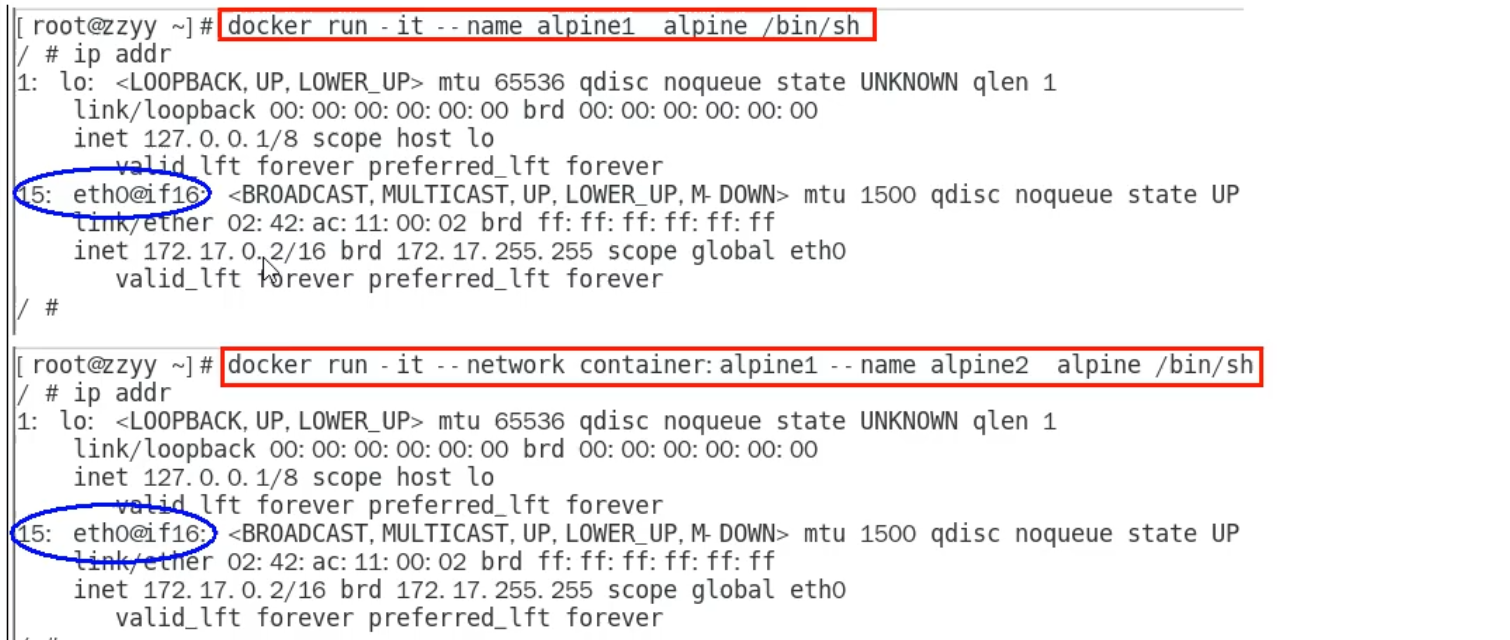 [root@zzyy ~]# docker run -it --name alpine1  alpine /bin/sh
/ # ip addr
1: lo: <LOOPBACK,UP,LOWER_UP> mtu 65536 qdisc noqueue state UNKNOWN qlen 1
    link/loopback 00:00:00:00:00:00 brd 00:00:00:00:00:00
    inet 127.0.0.1/8 scope host lo
       valid_lft forever preferred_lft forever
15: eth0@if16: <BROADCAST,MULTICAST,UP,LOWER_UP,M-DOWN> mtu 1500 qdisc noqueue state UP
    link/ether 02:42:ac:11:00:02 brd ff:ff:ff:ff:ff:ff
    inet 172.17.0.2/16 brd 172.17.255.255 scope global eth0
       valid_lft forever preferred_lft forever
/ #
[root@zzyy ~]# docker run -it --network container:alpine1 --name alpine2  alpine /bin/sh
/ # ip addr
1: lo: <LOOPBACK,UP,LOWER_UP> mtu 65536 qdisc noqueue state UNKNOWN qlen 1
    link/loopback 00:00:00:00:00:00 brd 00:00:00:00:00:00
    inet 127.0.0.1/8 scope host lo
       valid_lft forever preferred_lft forever
15: eth0@if16: <BROADCAST,MULTICAST,UP,LOWER_UP,M-DOWN> mtu 1500 qdisc noqueue state UP
    link/ether 02:42:ac:11:00:02 brd ff:ff:ff:ff:ff:ff
    inet 172.17.0.2/16 brd 172.17.255.255 scope global eth0
       valid_lft forever preferred_lft forever